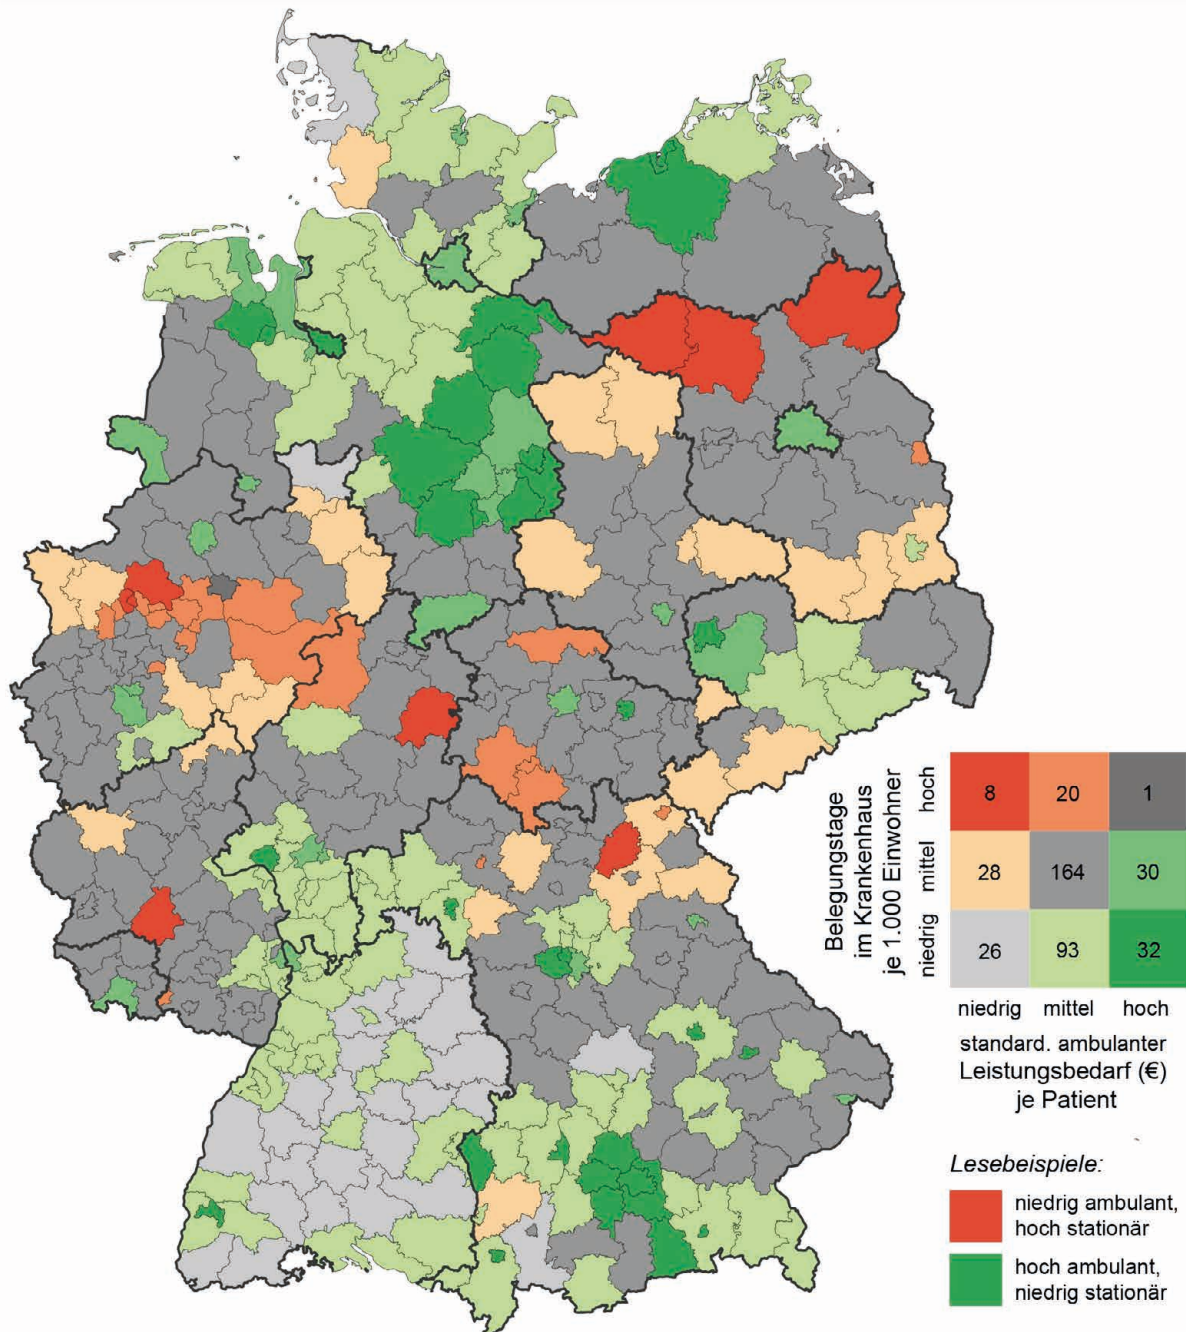 Belegungstage
im Krankenhaus
je 1.000 Einwohner
hoch
8 20 1
mittel
28 164 30
niedrig
26 93 32
niedrig mittel hoch
standard. ambulanter
Leistungsbedarf (€)
je Patient
Lesebeispiele:
niedrig ambulant,
hoch stationär
hoch ambulant,
niedrig stationär